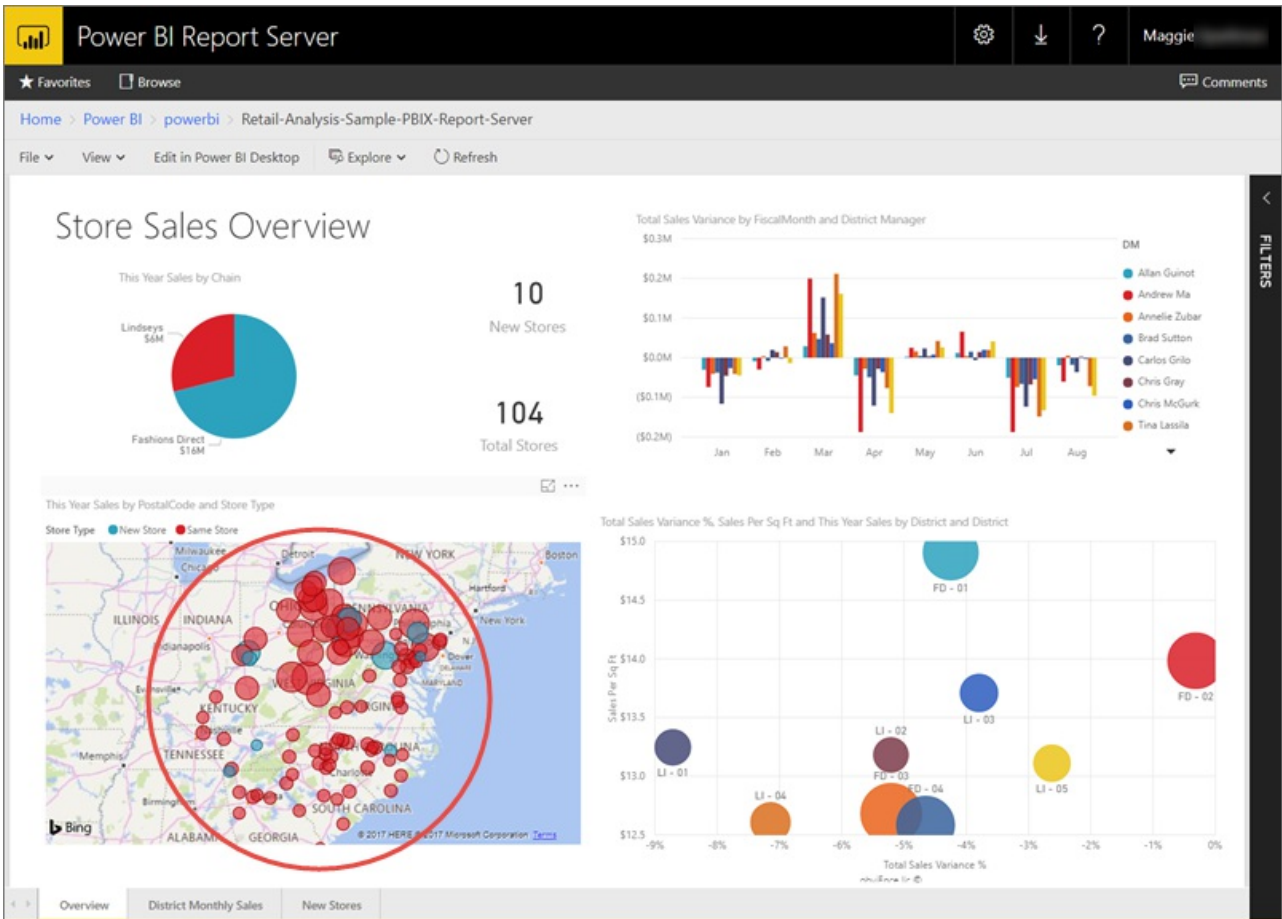 Power BI Report Server
Maggie
Favorites Browse Comments
Home > Power BI > powerbi > Retail-Analysis-Sample-PBIX-Report-Server
File View Edit in Power BI Desktop Explore Refresh
FILTERS
Store Sales Overview
This Year Sales by Chain
Lindseys
$6M
Fashions Direct
$16M
10
New Stores
104
Total Stores
Total Sales Variance by FiscalMonth and District Manager
$0.3M
$0.2M
$0.1M
$0.0M
($0.1M)
($0.2M)
Jan Feb Mar Apr May Jun Jul Aug
DM
Allan Guinot
Andrew Ma
Annelie Zubar
Brad Sutton
Carlos Grilo
Chris Gray
Chris McGurk
Tina Lassila
This Year Sales by PostalCode and Store Type
Store Type New Store Same Store
Milwaukee
Chicago
Detroit
NEW YORK
Boston
Hartford
ILLINOIS
INDIANA
PENNSYLVANIA
New York
Dover
MARYLAND
KENTUCKY
Memphis
TENNESSEE
Charlotte
Birmingham
SOUTH CAROLINA
ALABAMA
GEORGIA
Bing
© 2017 HERE © 2017 Microsoft Corporation Terms
Total Sales Variance %, Sales Per Sq Ft and This Year Sales by District and District
Sales Per Sq Ft
$15.0
$14.5
$14.0
$13.5
$13.0
$12.5
FD - 01
FD - 02
LI - 03
LI - 02
LI - 01
FD - 03
LI - 05
FD - 04
LI - 04
-9% -8% -7% -6% -5% -4% -3% -2% -1% 0%
Total Sales Variance %
obviEnce llc ©
Overview District Monthly Sales New Stores